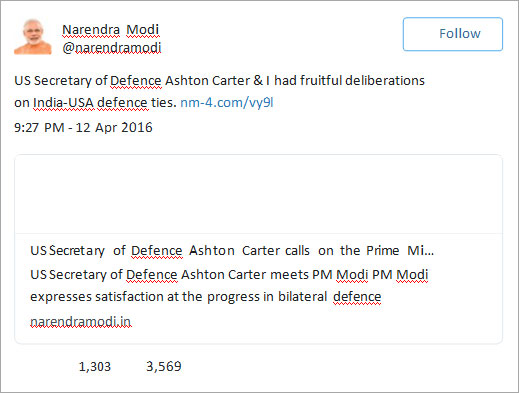 Narendra Modi
@narendramodi
Follow
US Secretary of Defence Ashton Carter & I had fruitful deliberations
on India-USA defence ties. nm-4.com/vy9l
9:27 PM - 12 Apr 2016
US Secretary of Defence Ashton Carter calls on the Prime Mi...
US Secretary of Defence Ashton Carter meets PM Modi PM Modi
expresses satisfaction at the progress in bilateral defence
narendramodi.in
1,303 3,569